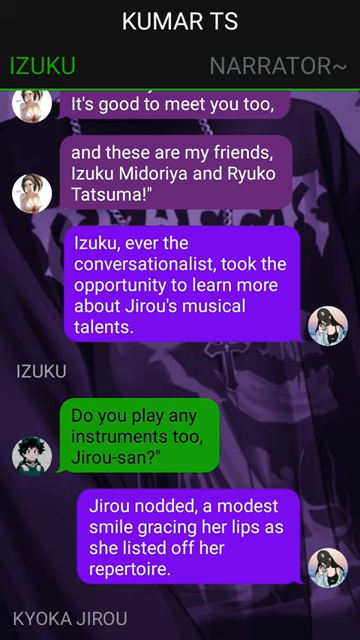 KUMAR TS
IZUKU NARRATOR~
It's good to meet you too,
and these are my friends,
Izuku Midoriya and Ryuko
Tatsuma!"
Izuku, ever the
conversationalist, took the
opportunity to learn more
about Jirou's musical
talents.
IZUKU
Do you play any
instruments too,
Jirou-san?"
Jirou nodded, a modest
smile gracing her lips as
she listed off her
repertoire.
KYOKA JIROU